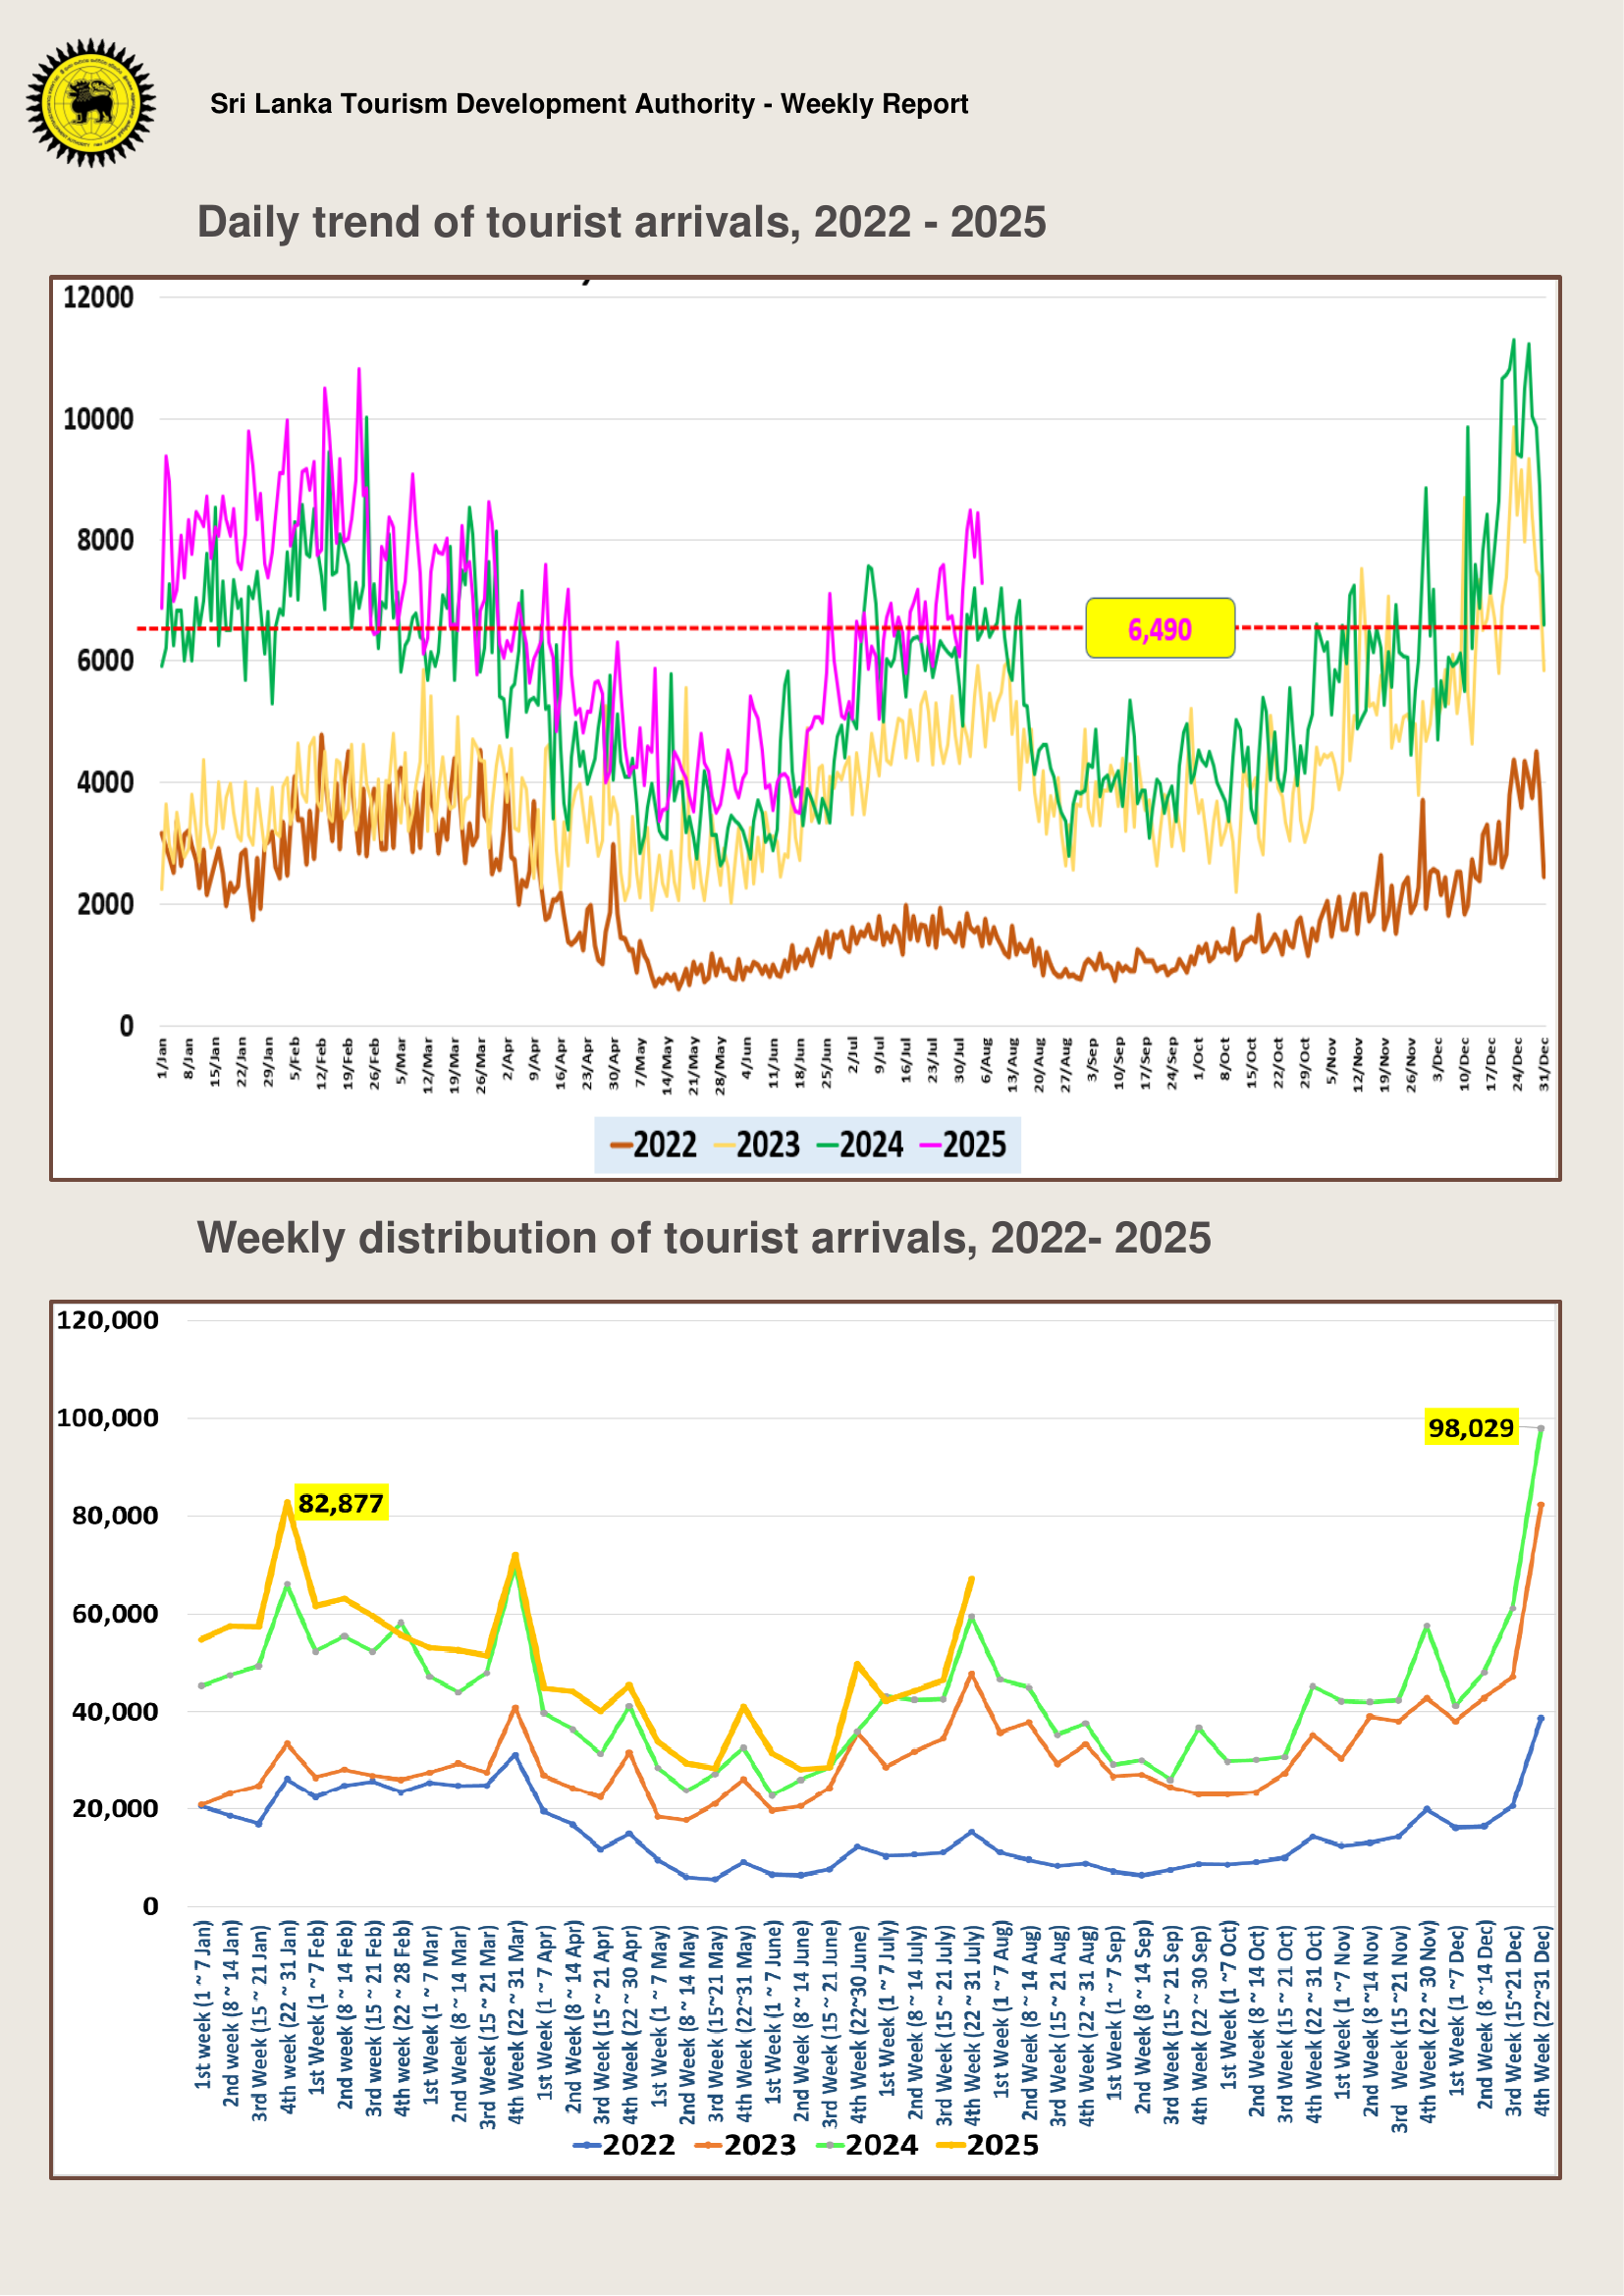 Sri Lanka Tourism Development Authority - Weekly Report
Daily trend of tourist arrivals, 2022 - 2025
12000
10000
8000
6000
4000
2000
0
6,490
1/Jan
8/Jan
15/Jan
22/Jan
29/Jan
5/Feb
12/Feb
19/Feb
26/Feb
5/Mar
12/Mar
19/Mar
26/Mar
2/Apr
9/Apr
16/Apr
23/Apr
30/Apr
7/May
14/May
21/May
28/May
4/Jun
11/Jun
18/Jun
25/Jun
2/Jul
9/Jul
16/Jul
23/Jul
30/Jul
6/Aug
13/Aug
20/Aug
27/Aug
3/Sep
10/Sep
17/Sep
24/Sep
1/Oct
8/Oct
15/Oct
22/Oct
29/Oct
5/Nov
12/Nov
19/Nov
26/Nov
3/Dec
10/Dec
17/Dec
24/Dec
31/Dec
2022 2023 2024 2025
Weekly distribution of tourist arrivals, 2022- 2025
120,000
100,000
80,000
60,000
40,000
20,000
0
82,877
98,029
1st week (1 ~ 7 Jan)
2nd week (8 ~ 14 Jan)
3rd Week (15 ~ 21 Jan)
4th week (22 ~ 31 Jan)
1st Week (1 ~ 7 Feb)
2nd week (8 ~ 14 Feb)
3rd week (15 ~ 21 Feb)
4th week (22 ~ 28 Feb)
1st Week (1 ~ 7 Mar)
2nd Week (8 ~ 14 Mar)
3rd Week (15 ~ 21 Mar)
4th Week (22 ~ 31 Mar)
1st Week (1 ~ 7 Apr)
2nd Week (8 ~ 14 Apr)
3rd Week (15 ~ 21 Apr)
4th Week (22 ~ 30 Apr)
1st Week (1 ~ 7 May)
2nd Week (8 ~ 14 May)
3rd Week (15~21 May)
4th Week (22~31 May)
1st Week (1 ~ 7 June)
2nd Week (8 ~ 14 June)
3rd Week (15 ~ 21 June)
4th Week (22~30 June)
1st Week (1 ~ 7 July)
2nd Week (8 ~ 14 July)
3rd Week (15 ~ 21 July)
4th Week (22 ~ 31 July)
1st Week (1 ~ 7 Aug)
2nd Week (8 ~ 14 Aug)
3rd Week (15 ~ 21 Aug)
4th Week (22 ~ 31 Aug)
1st Week (1 ~ 7 Sep)
2nd Week (8 ~ 14 Sep)
3rd Week (15 ~ 21 Sep)
4th Week (22 ~ 30 Sep)
1st Week (1 ~7 Oct)
2nd Week (8 ~ 14 Oct)
3rd Week (15 ~ 21 Oct)
4th Week (22 ~ 31 Oct)
1st Week (1 ~7 Nov)
2nd Week (8 ~14 Nov)
3rd Week (15 ~21 Nov)
4th Week (22 ~ 30 Nov)
1st Week (1 ~7 Dec)
2nd Week (8 ~14 Dec)
3rd Week (15~21 Dec)
4th Week (22~31 Dec)
2022 2023 2024 2025